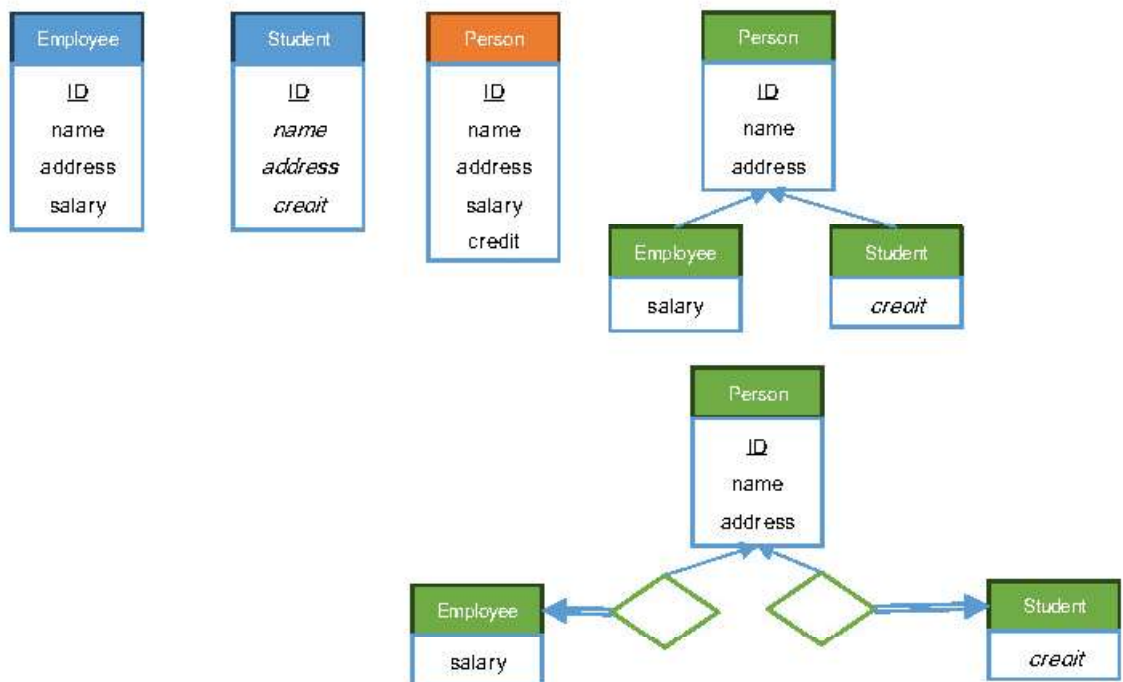 Employee
ID
name
address
salary
Student
ID
name
address
creait
Person
ID
name
address
salary
credit
Person
ID
name
address
Employee
salary
Student
creait
Person
ID
name
address
Employee
salary
Student
creait